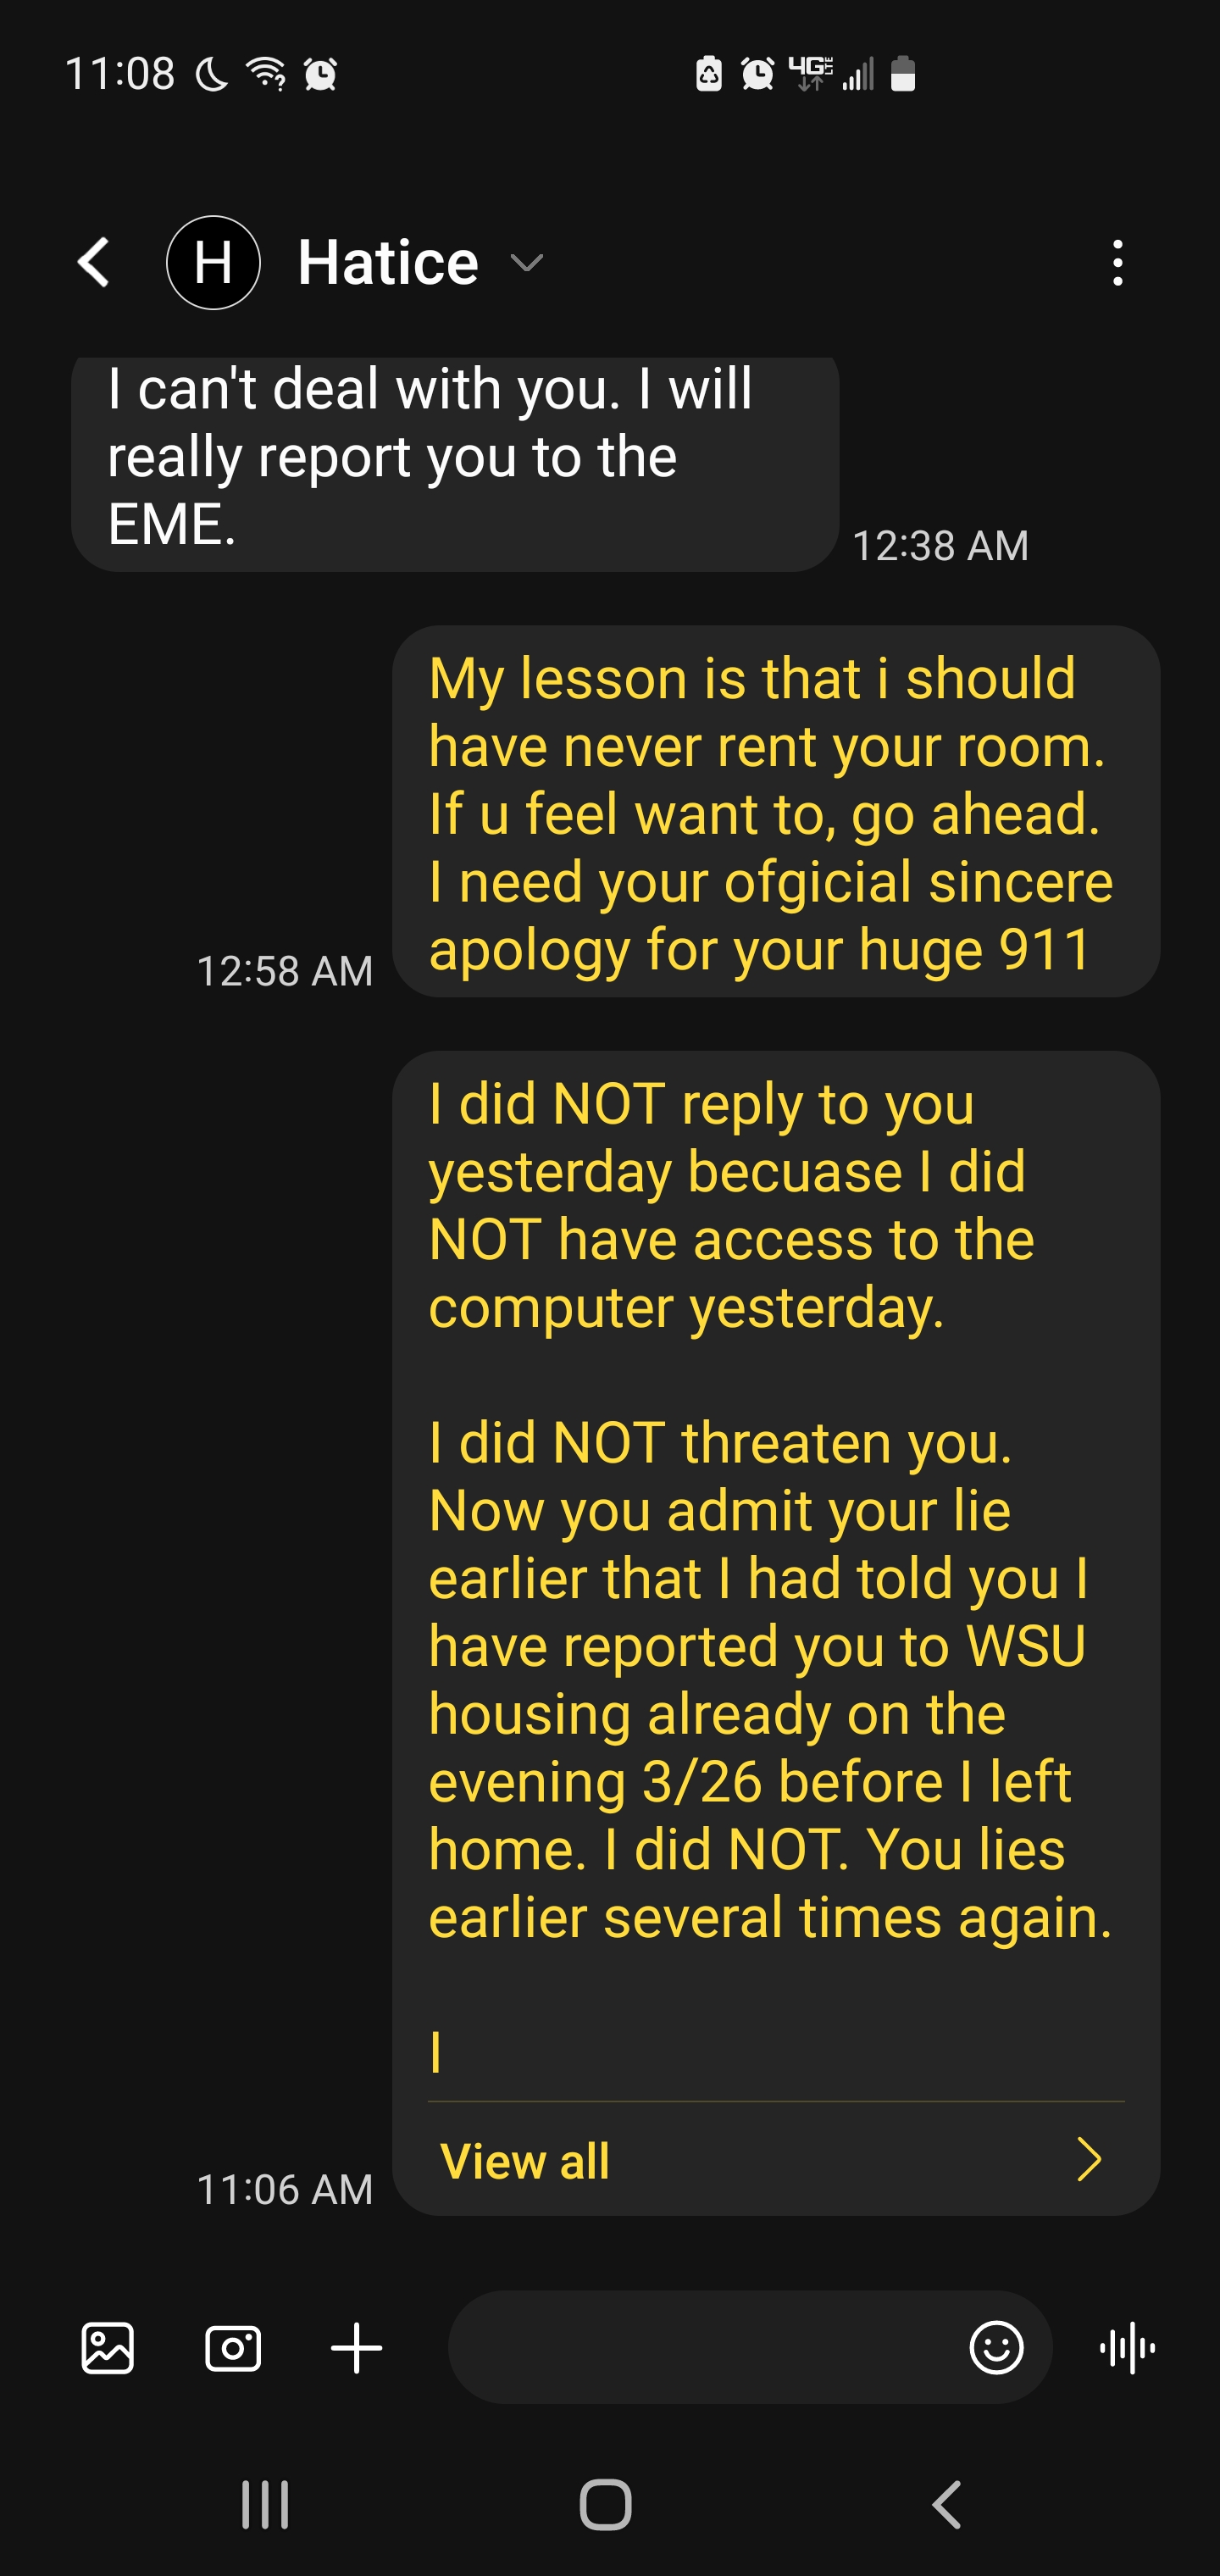 11:08
4G LTE
H
Hatice
I can't deal with you. I will
really report you to the
EME.
12:38 AM
My lesson is that i should
have never rent your room.
If u feel want to, go ahead.
I need your ofgicial sincere
apology for your huge 911
12:58 AM
I did NOT reply to you
yesterday becuase I did
NOT have access to the
computer yesterday.
I did NOT threaten you.
Now you admit your lie
earlier that I had told you I
have reported you to WSU
housing already on the
evening 3/26 before I left
home. I did NOT. You lies
earlier several times again.
I
View all
11:06 AM